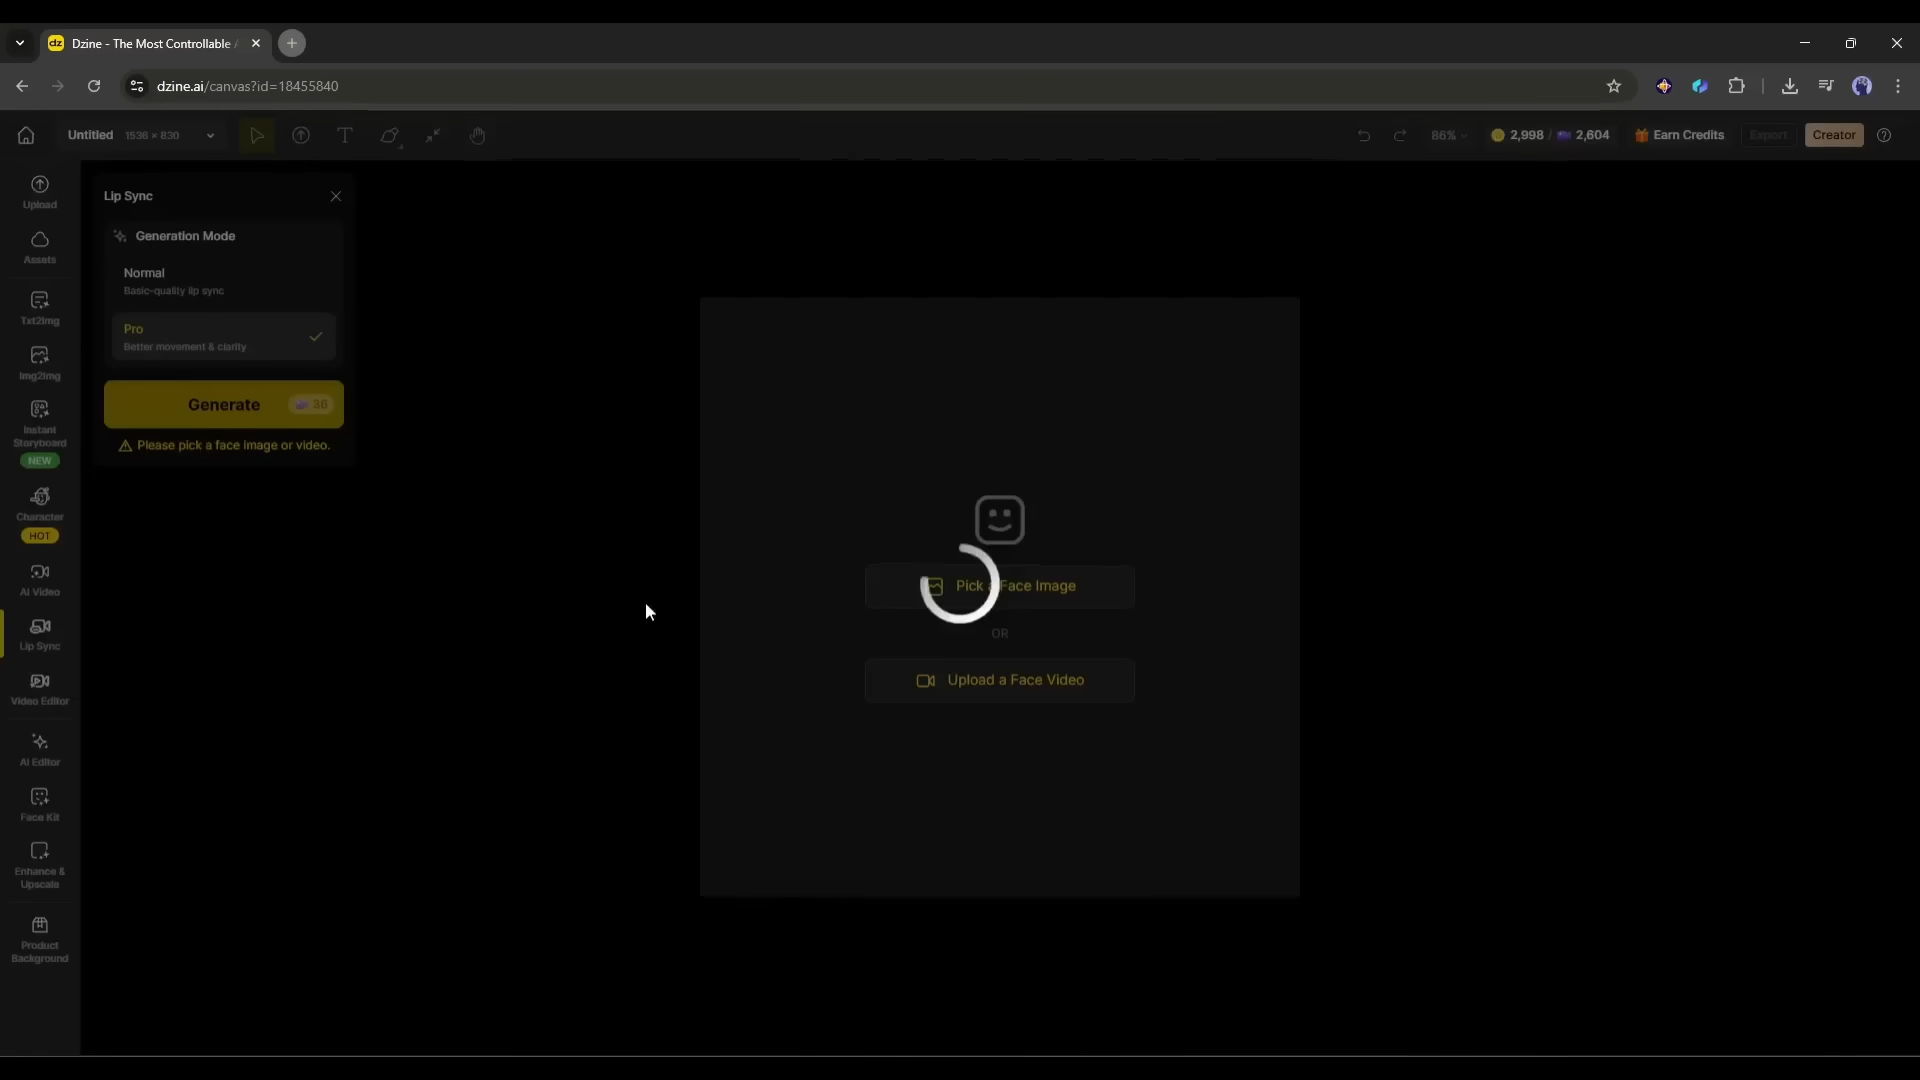 Dzine - The Most Controllable
dzine.ai/canvas?id=18455840
Untitled 1536 × 830
86%
2,998 / 2,604
Earn Credits
Export
Creator
Upload
Assets
Txt2Img
Img2Img
Instant
Storyboard
NEW
Character
HOT
AI Video
Lip Sync
Video Editor
AI Editor
Face Kit
Enhance &
Upscale
Product
Background
Lip Sync
Generation Mode
Normal
Basic-quality lip sync
Pro
Better movement & clarity
Generate 36
Please pick a face image or video.
Pick a Face Image
OR
Upload a Face Video